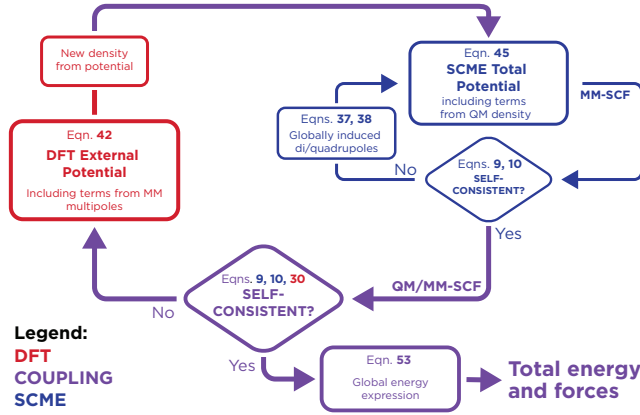 New density
from potential
Eqn. 42
DFT External
Potential
Including terms from MM
multipoles
Eqn. 45
SCME Total
Potential
including terms
from QM density
MM-SCF
Eqns. 37, 38
Globally induced
di/quadrupoles
No
Eqns. 9, 10
SELF-
CONSISTENT?
Yes
QM/MM-SCF
Eqns. 9, 10, 30
SELF-
CONSISTENT?
No
Yes
Eqn. 53
Global energy
expression
Total energy
and forces
Legend:
DFT
COUPLING
SCME